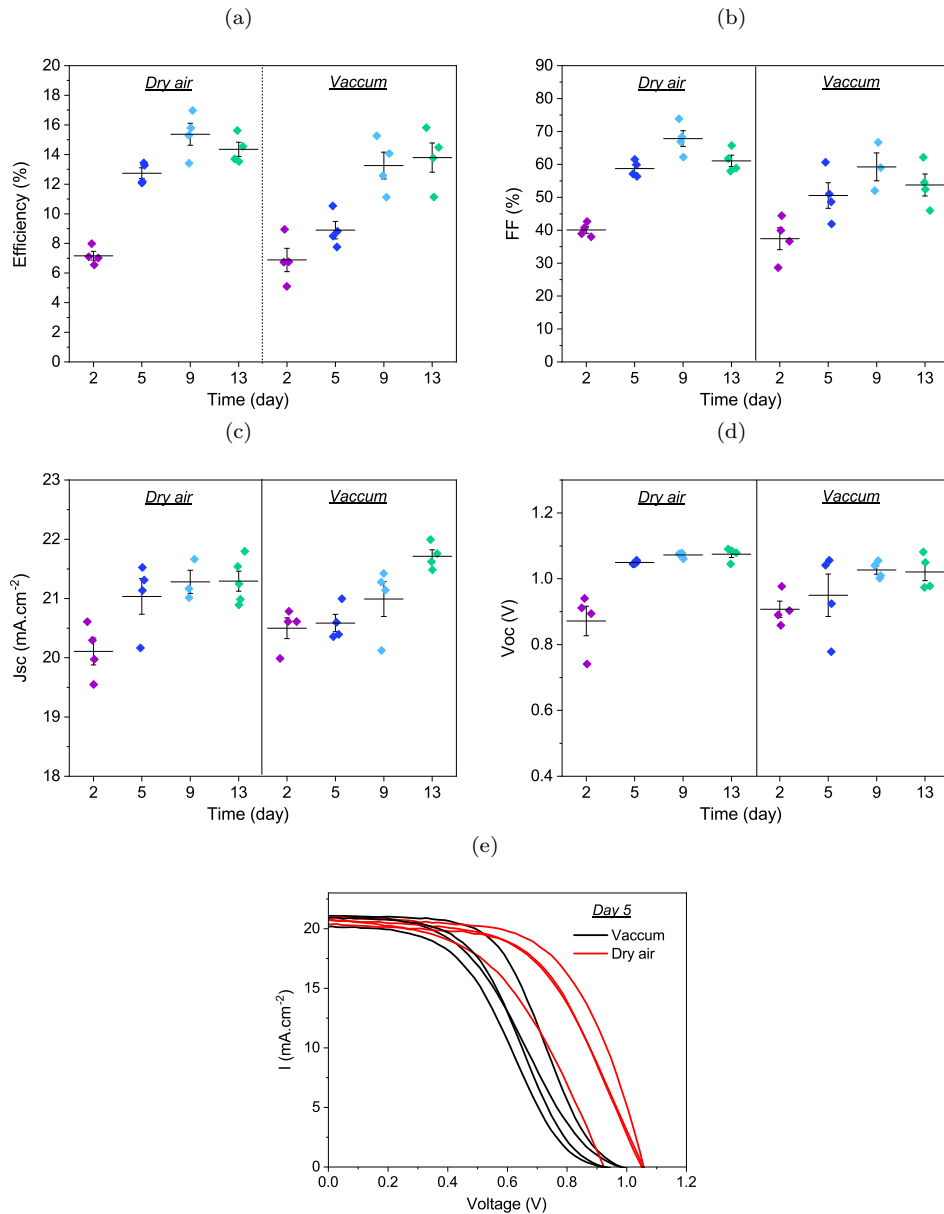 (a)
Dry air
Vaccum
20
18
16
14
12
10
8
6
4
2
0
Efficiency (%)
2 5 9 13 2 5 9 13
Time (day)
(b)
Dry air
Vaccum
90
80
70
60
50
40
30
20
10
0
FF (%)
2 5 9 13 2 5 9 13
Time (day)
(c)
Dry air
Vaccum
23
22
21
20
19
18
Jsc (mA.cm⁻²)
2 5 9 13 2 5 9 13
Time (day)
(d)
Dry air
Vaccum
1.2
1.0
0.8
0.6
0.4
Voc (V)
2 5 9 13 2 5 9 13
Time (day)
(e)
Day 5
Vaccum
Dry air
20
15
10
5
0
I (mA.cm⁻²)
0.0 0.2 0.4 0.6 0.8 1.0 1.2
Voltage (V)